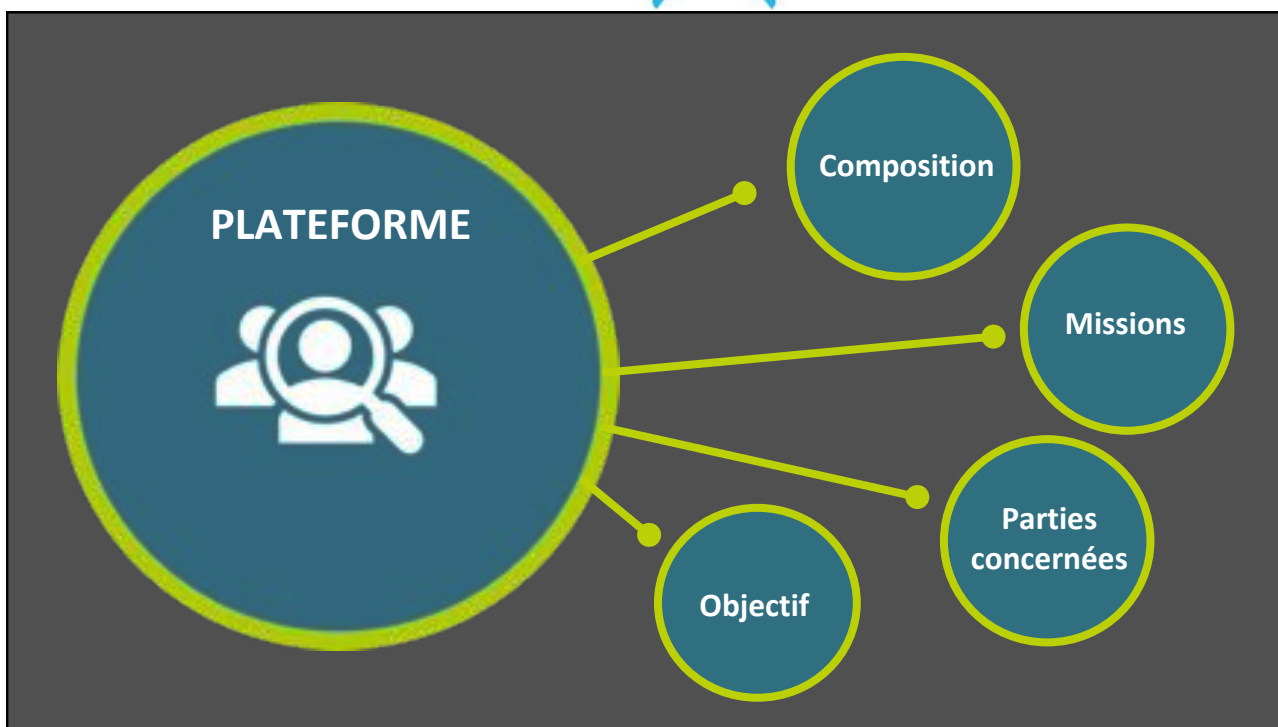 PLATEFORME
Composition
Missions
Parties
concernées
Objectif